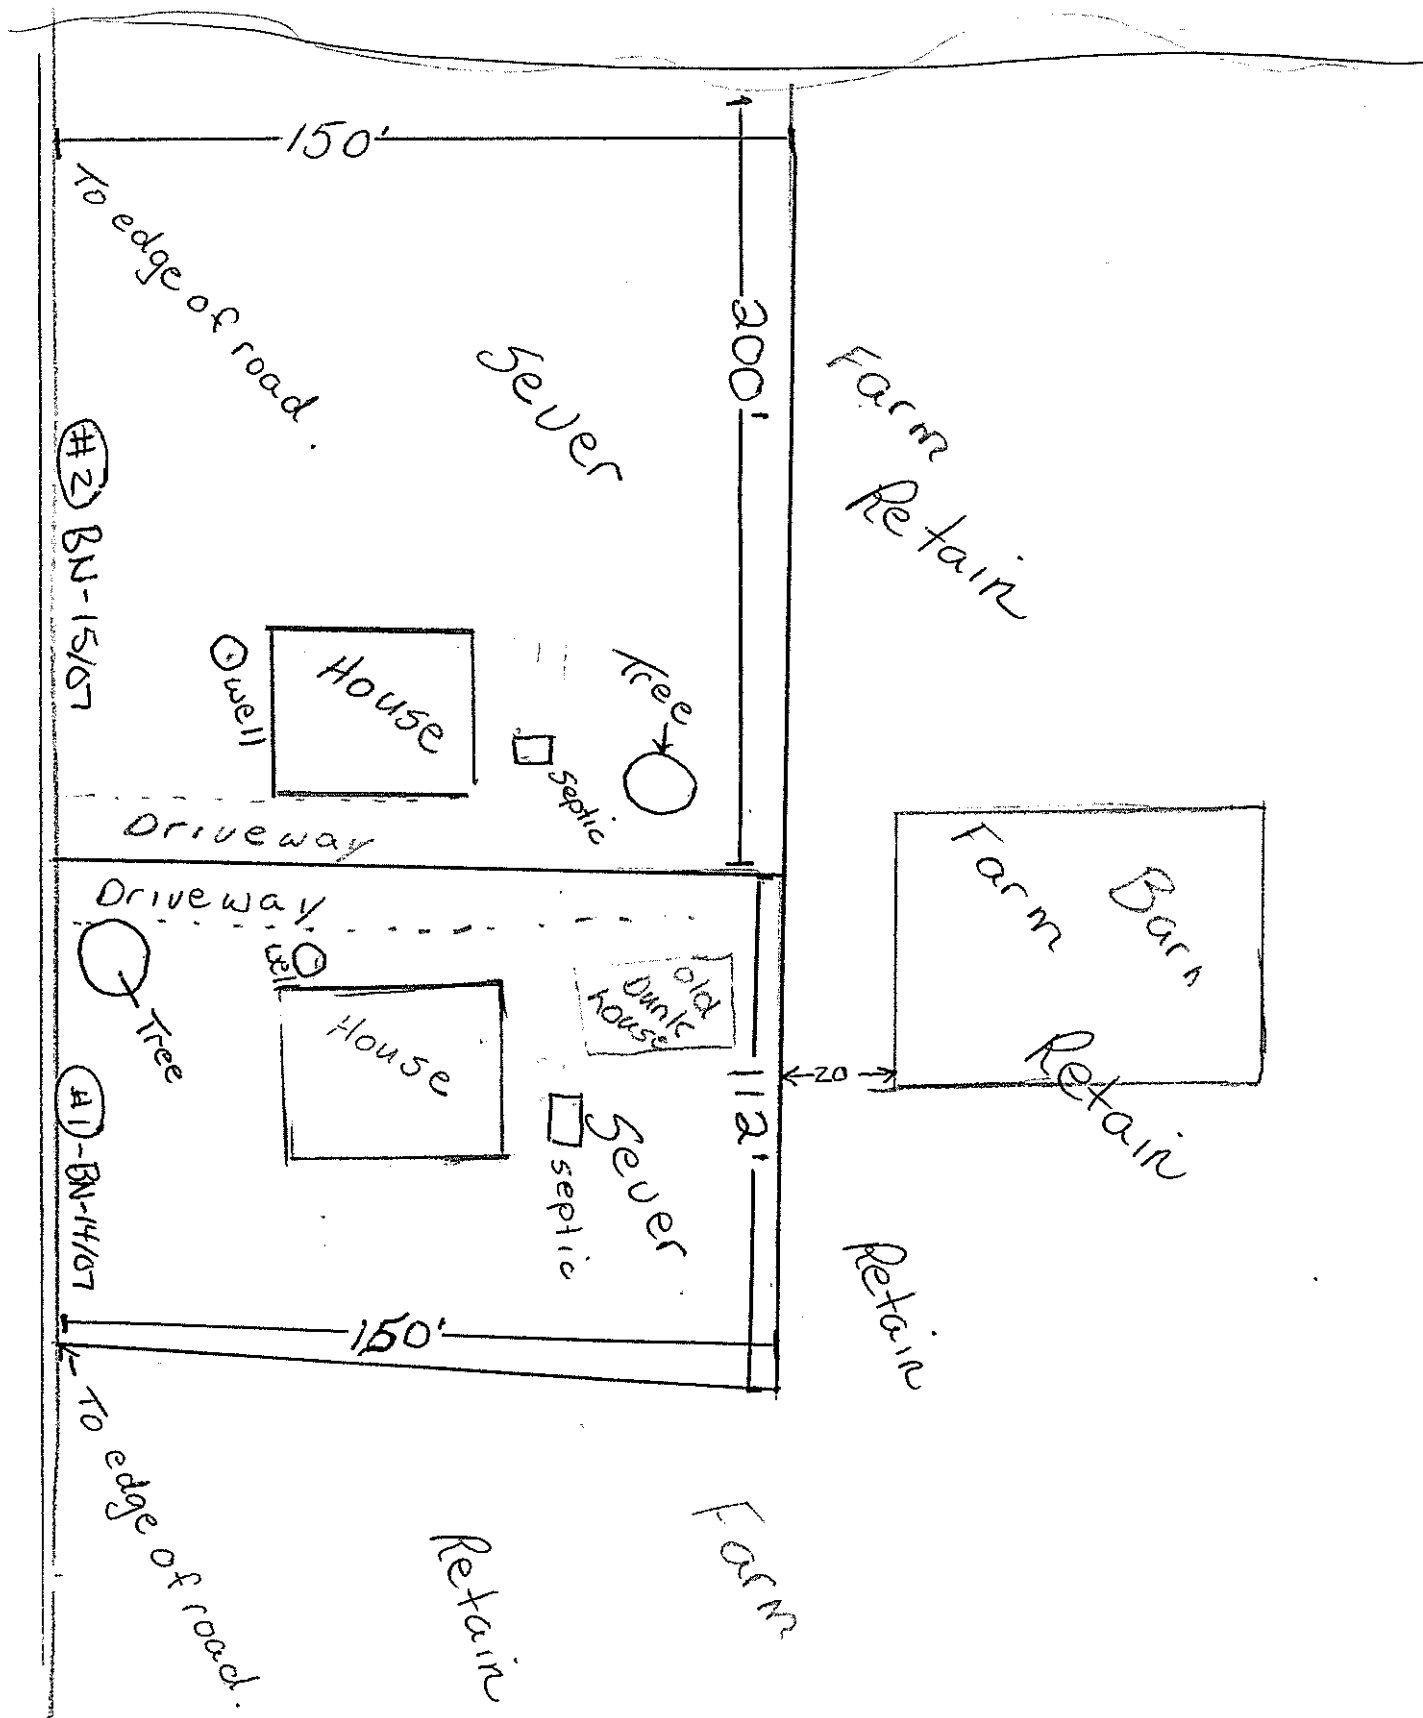 150'
To edge of road.
Sever
200'
Farm
Retain
#2 BN-15/07
well
House
Tree
septic
Driveway
Driveway
well
Tree
House
old
Dunk
house
#1-BN-14/07
septic
Sever
112'
20
Farm Barn
Retain
150'
To edge of road.
Retain
Retain
Farm